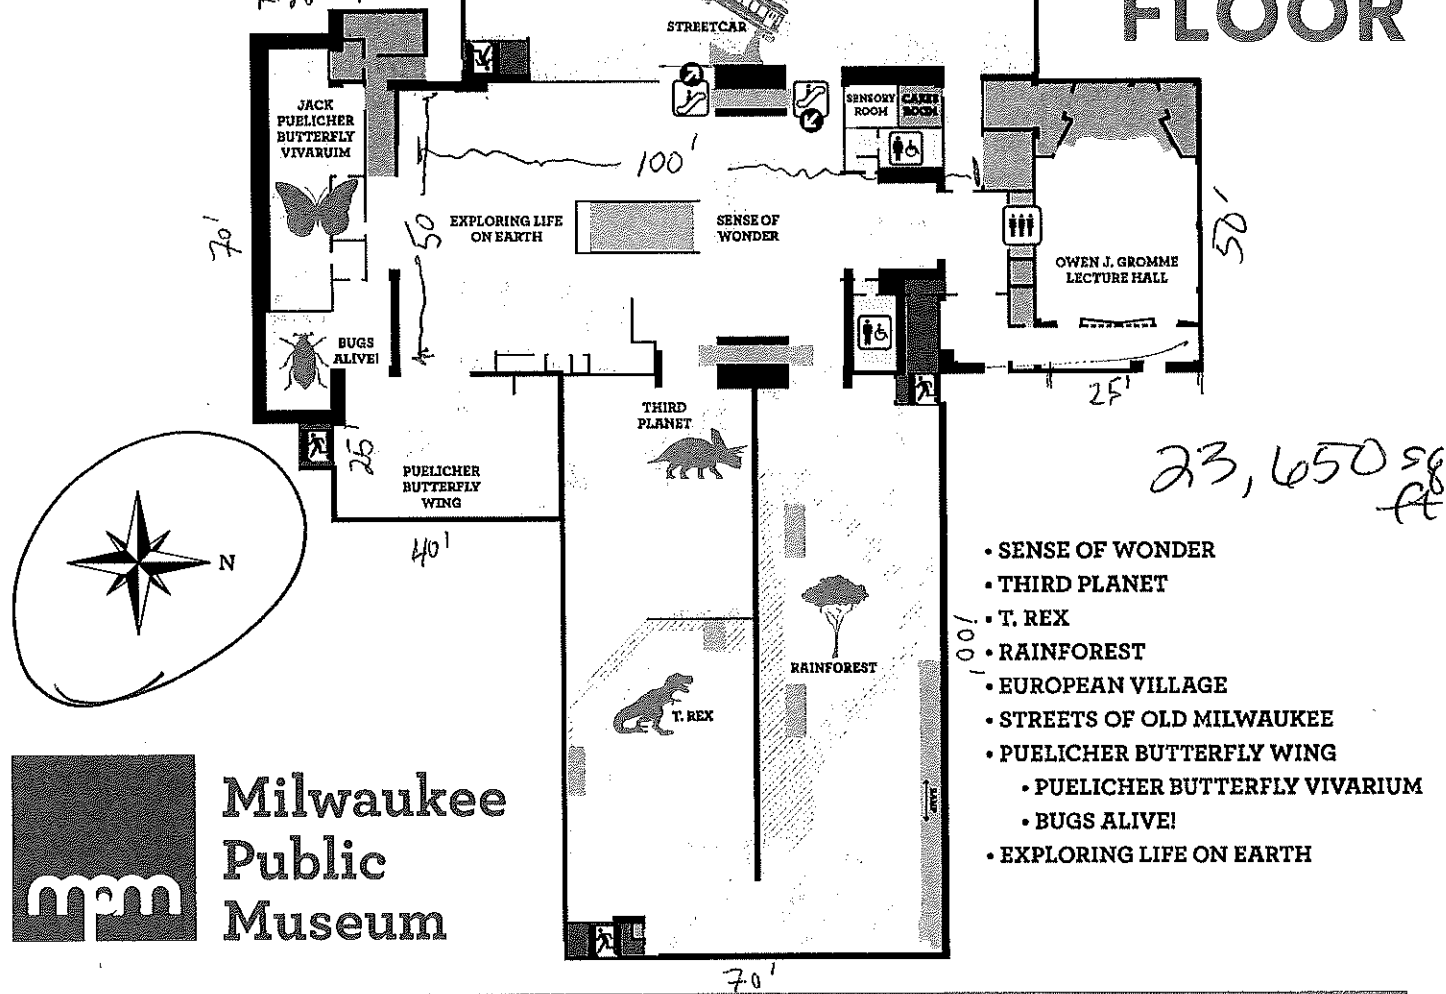 FLOOR
STREETCAR
JACK
PUELICHER
BUTTERFLY
VIVARUIM
SENSORY
ROOM
CARES
ROOM
100'
70'
50
EXPLORING LIFE
ON EARTH
SENSE OF
WONDER
50'
OWEN J. GROMME
LECTURE HALL
BUGS
ALIVE!
25'
THIRD
PLANET
25'
PUELICHER
BUTTERFLY
WING
40'
23,650 sq
ft
N
RAINFOREST
T. REX
100'
RAMP
• SENSE OF WONDER
• THIRD PLANET
• T. REX
• RAINFOREST
• EUROPEAN VILLAGE
• STREETS OF OLD MILWAUKEE
• PUELICHER BUTTERFLY WING
• PUELICHER BUTTERFLY VIVARIUM
• BUGS ALIVE!
• EXPLORING LIFE ON EARTH
mpm
Milwaukee
Public
Museum
70'